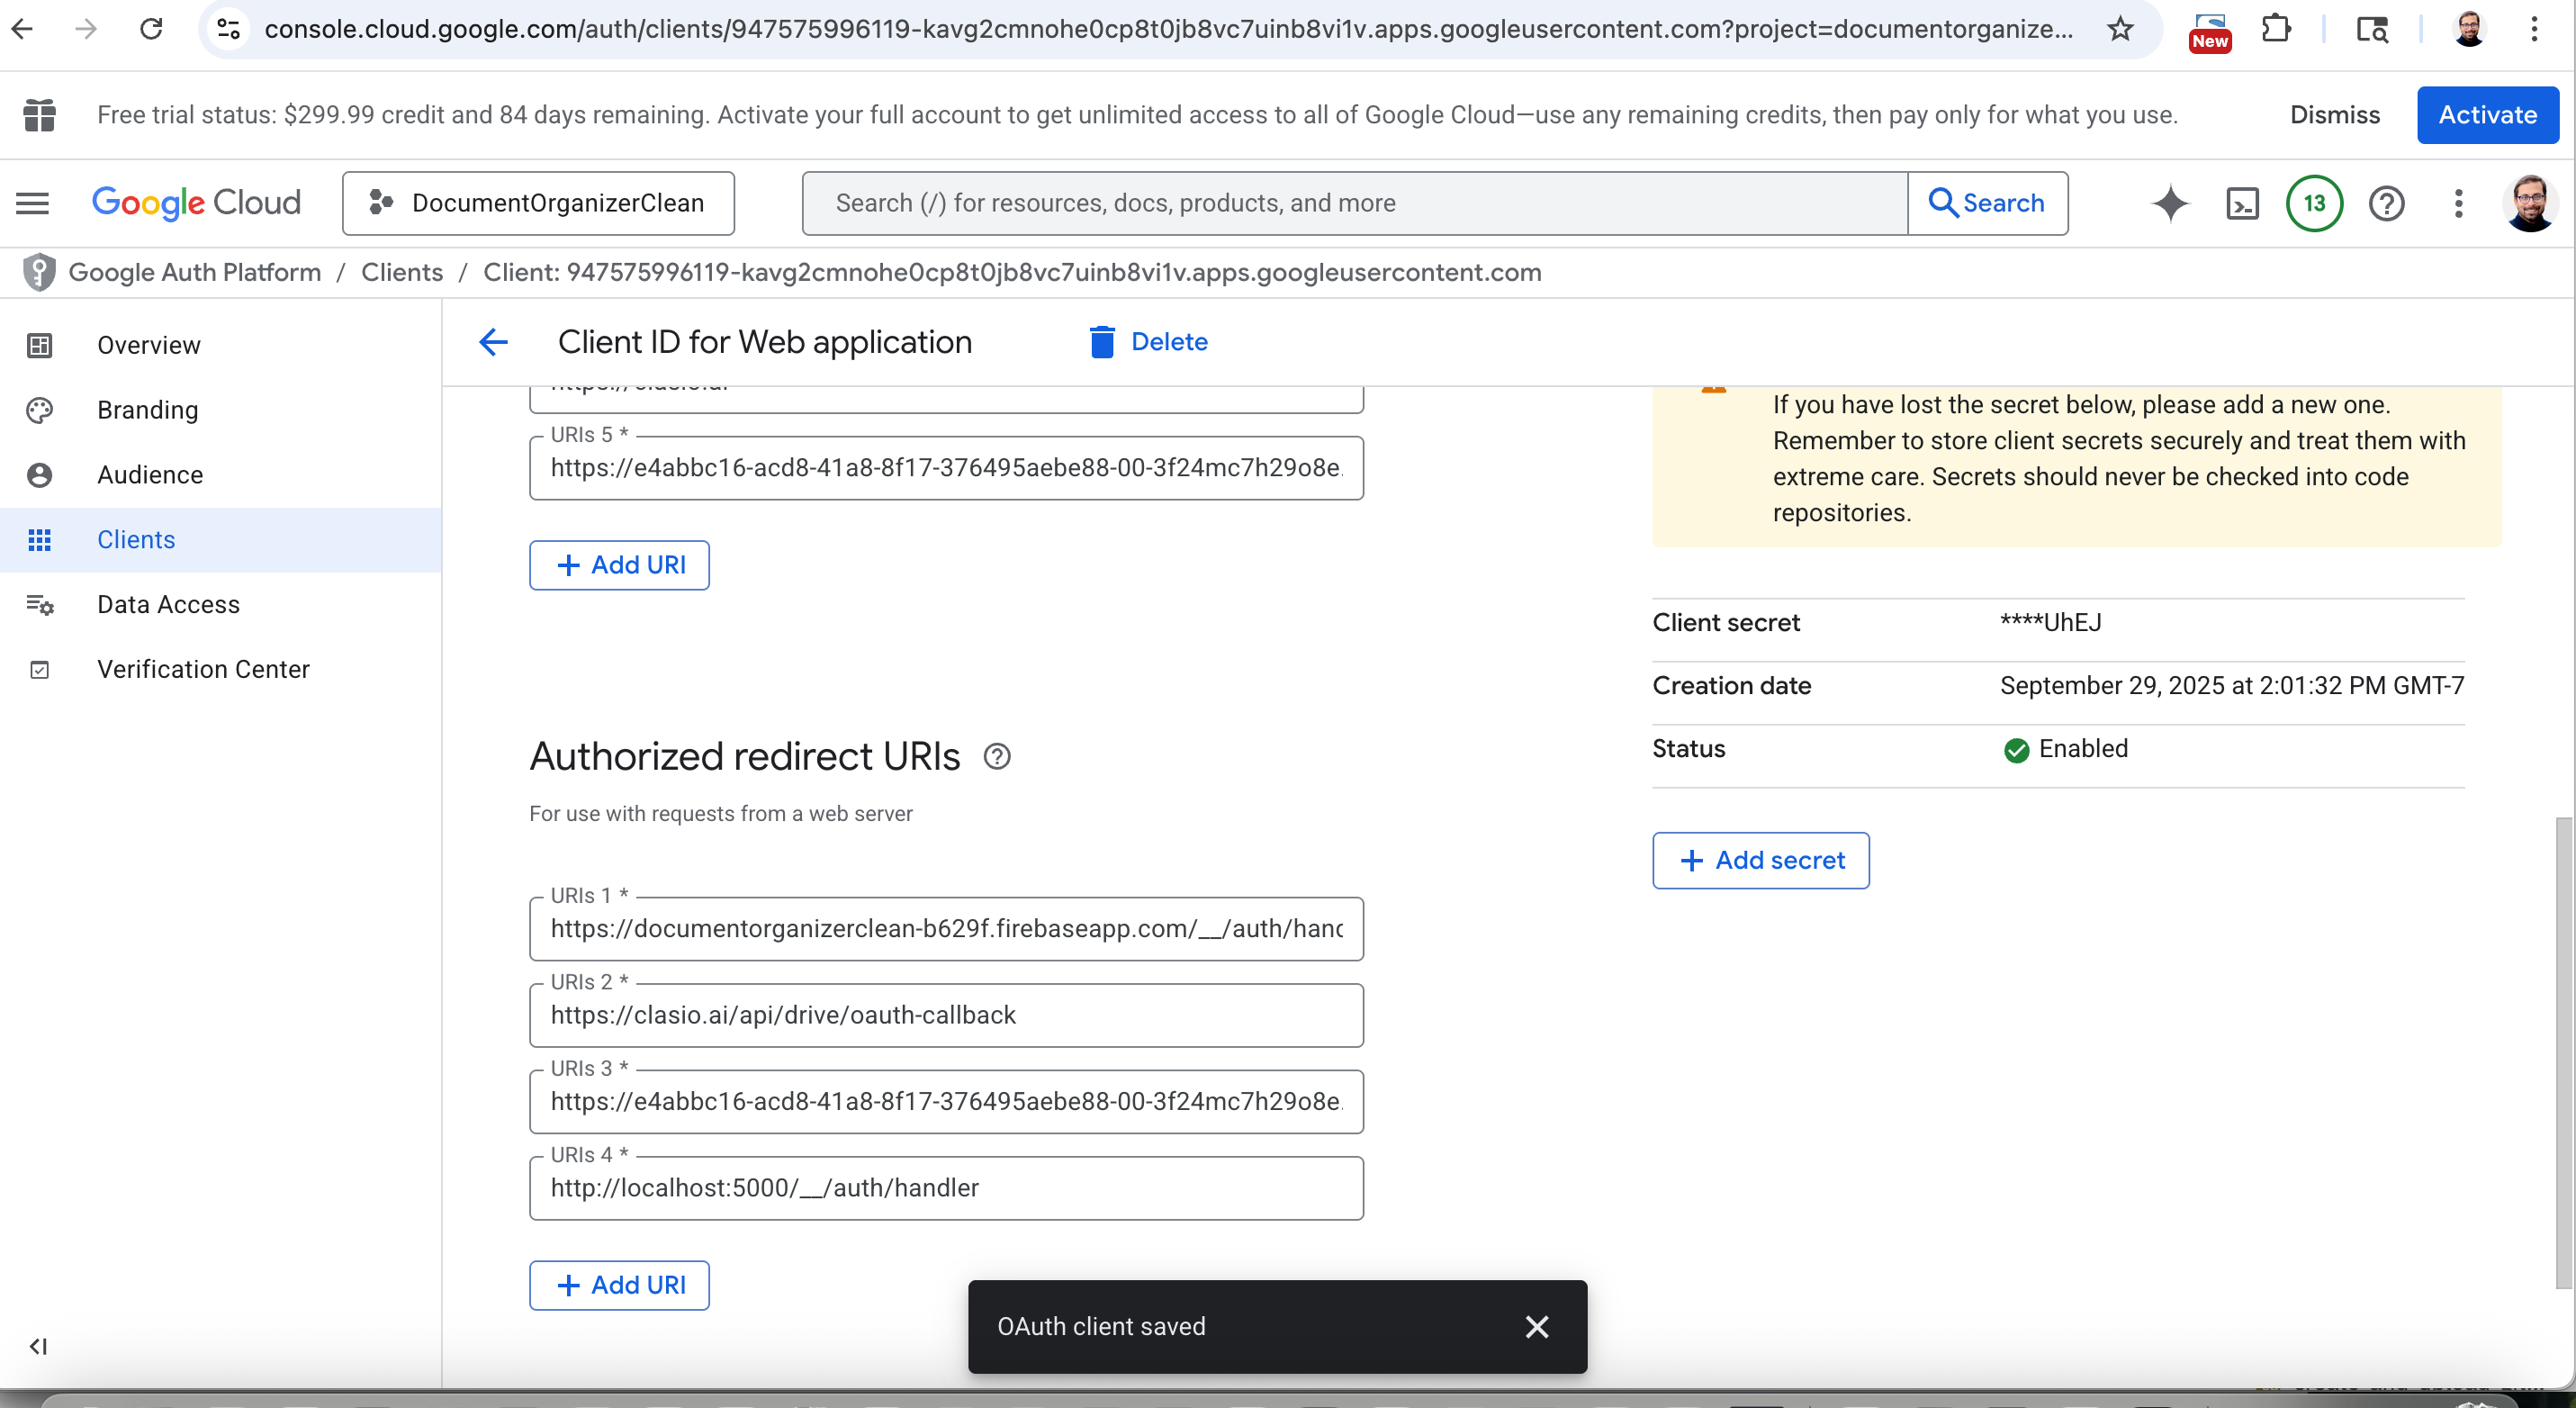 console.cloud.google.com/auth/clients/947575996119-kavg2cmnohe0cp8t0jb8vc7uinb8vi1v.apps.googleusercontent.com?project=documentorganize...
New
Free trial status: $299.99 credit and 84 days remaining. Activate your full account to get unlimited access to all of Google Cloud—use any remaining credits, then pay only for what you use.
Dismiss
Activate
Google Cloud
DocumentOrganizerClean
Search (/) for resources, docs, products, and more
Search
13
Google Auth Platform / Clients / Client: 947575996119-kavg2cmnohe0cp8t0jb8vc7uinb8vi1v.apps.googleusercontent.com
Overview
Branding
Audience
Clients
Data Access
Verification Center
Client ID for Web application
Delete
URIs 5 *
https://e4abbc16-acd8-41a8-8f17-376495aebe88-00-3f24mc7h29o8e.
+ Add URI
Authorized redirect URIs
For use with requests from a web server
URIs 1 *
https://documentorganizerclean-b629f.firebaseapp.com/__/auth/hand
URIs 2 *
https://clasio.ai/api/drive/oauth-callback
URIs 3 *
https://e4abbc16-acd8-41a8-8f17-376495aebe88-00-3f24mc7h29o8e.
URIs 4 *
http://localhost:5000/__/auth/handler
+ Add URI
If you have lost the secret below, please add a new one.
Remember to store client secrets securely and treat them with
extreme care. Secrets should never be checked into code
repositories.
Client secret ****UhEJ
Creation date September 29, 2025 at 2:01:32 PM GMT-7
Status Enabled
+ Add secret
OAuth client saved